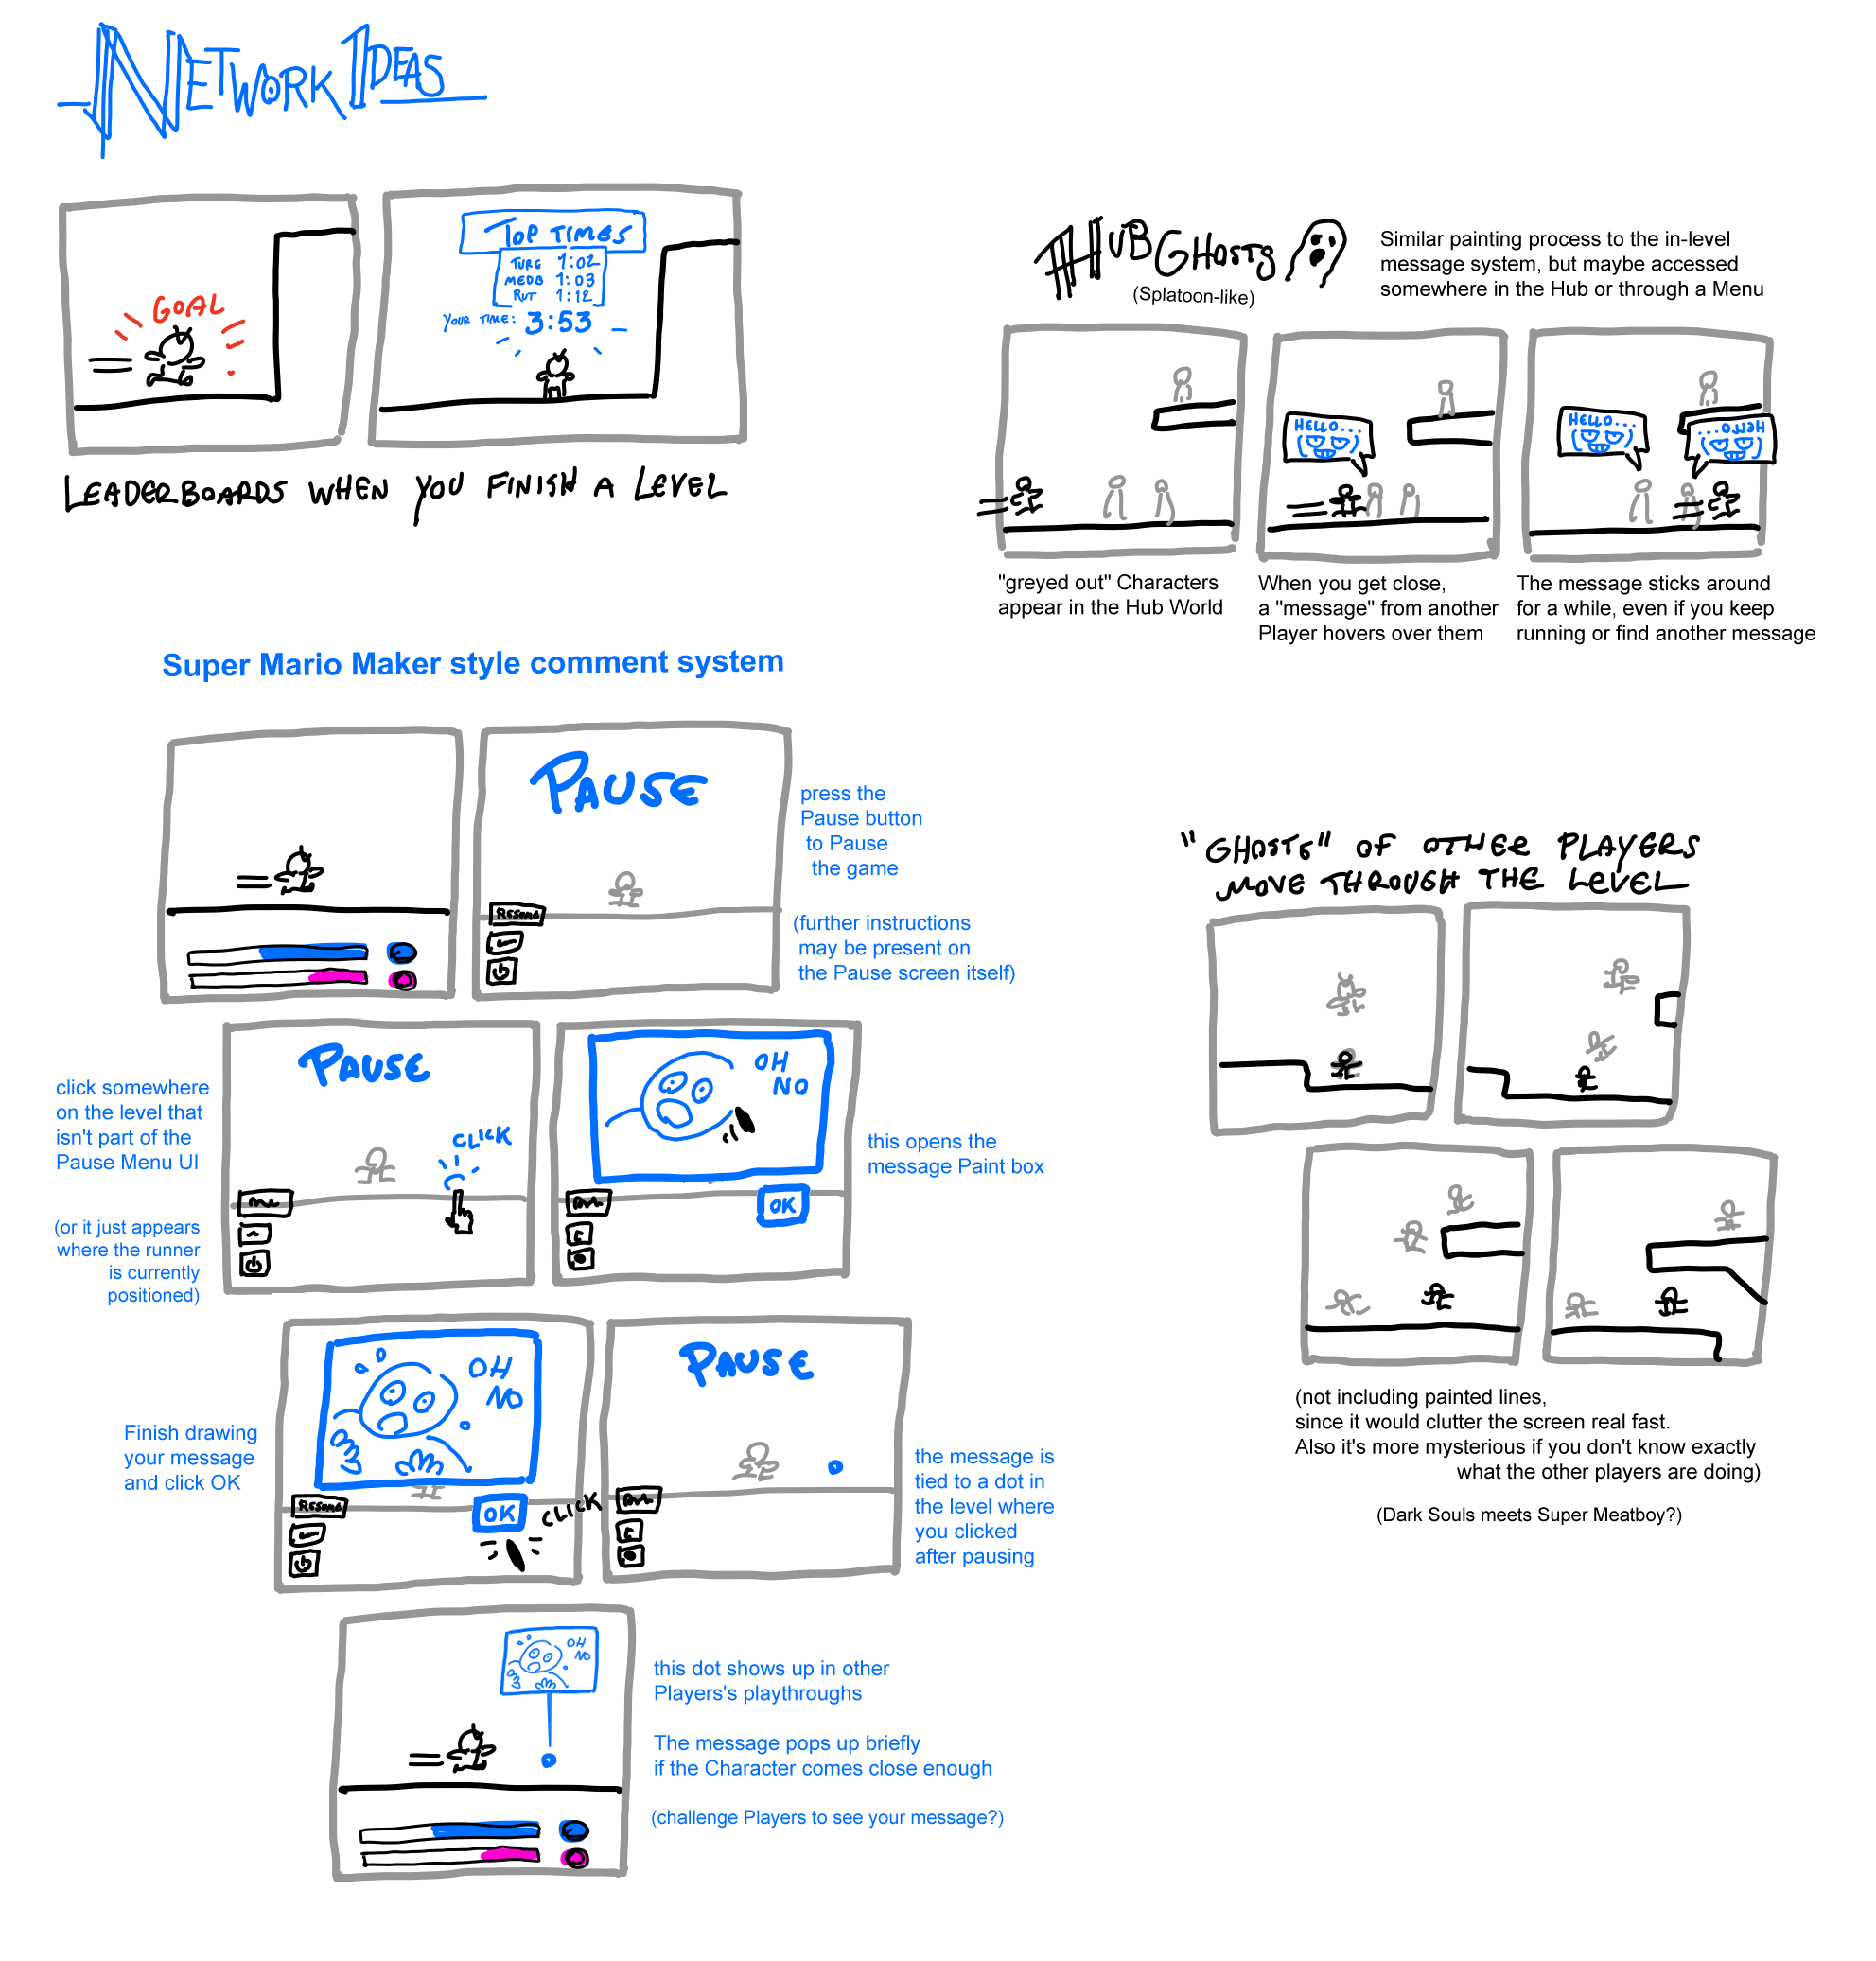 NETWORK IDEAS
GOAL
TOP TIMES
TURG 1:02
MEDB 1:03
RUT 1:12
YOUR TIME: 3:53
LEADERBOARDS WHEN YOU FINISH A LEVEL
HUB GHOSTS
(Splatoon-like)
Similar painting process to the in-level
message system, but maybe accessed
somewhere in the Hub or through a Menu
HELLO...
HELLO...
HELLO...
"greyed out" Characters
appear in the Hub World
When you get close,
a "message" from another
Player hovers over them
The message sticks around
for a while, even if you keep
running or find another message
Super Mario Maker style comment system
PAUSE
RESUME
press the
Pause button
to Pause
the game
(further instructions
may be present on
the Pause screen itself)
click somewhere
on the level that
isn't part of the
Pause Menu UI
(or it just appears
where the runner
is currently
positioned)
PAUSE
CLICK
OH
NO
OK
this opens the
message Paint box
Finish drawing
your message
and click OK
OH
NO
RESUME
OK
CLICK
PAUSE
the message is
tied to a dot in
the level where
you clicked
after pausing
OH
NO
this dot shows up in other
Players's playthroughs
The message pops up briefly
if the Character comes close enough
(challenge Players to see your message?)
"GHOSTS" OF OTHER PLAYERS
MOVE THROUGH THE LEVEL
(not including painted lines,
since it would clutter the screen real fast.
Also it's more mysterious if you don't know exactly
what the other players are doing)
(Dark Souls meets Super Meatboy?)